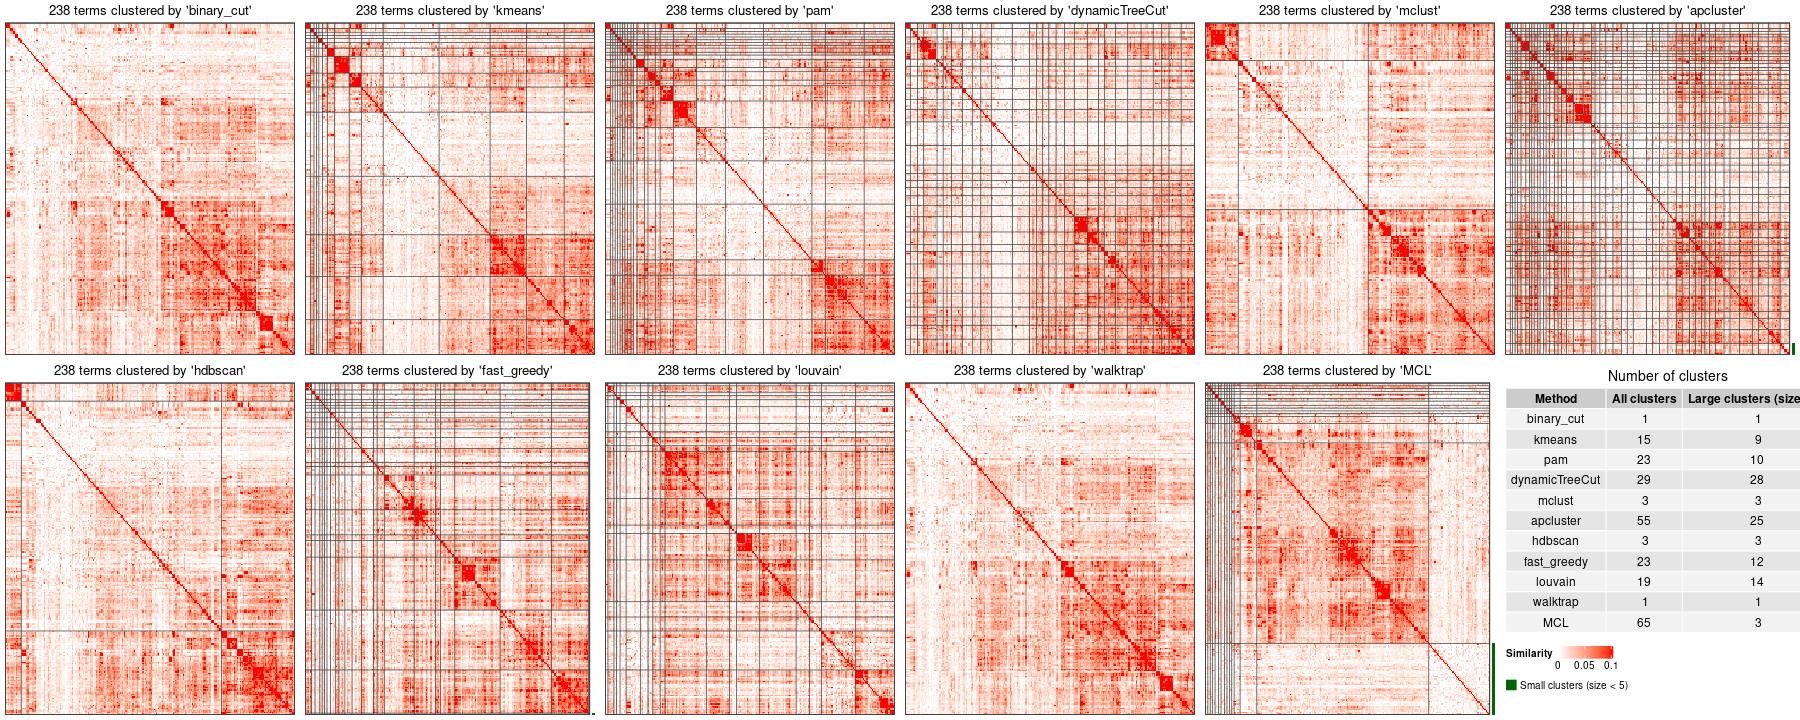 238 terms clustered by 'binary_cut'
238 terms clustered by 'kmeans'
238 terms clustered by 'pam'
238 terms clustered by 'dynamicTreeCut'
238 terms clustered by 'mclust'
238 terms clustered by 'apcluster'
238 terms clustered by 'hdbscan'
238 terms clustered by 'fast_greedy'
238 terms clustered by 'louvain'
238 terms clustered by 'walktrap'
238 terms clustered by 'MCL'
Number of clusters
Method All clusters Large clusters (size
binary_cut 1 1
kmeans 15 9
pam 23 10
dynamicTreeCut 29 28
mclust 3 3
apcluster 55 25
hdbscan 3 3
fast_greedy 23 12
louvain 19 14
walktrap 1 1
MCL 65 3
Similarity
0 0.05 0.1
Small clusters (size < 5)